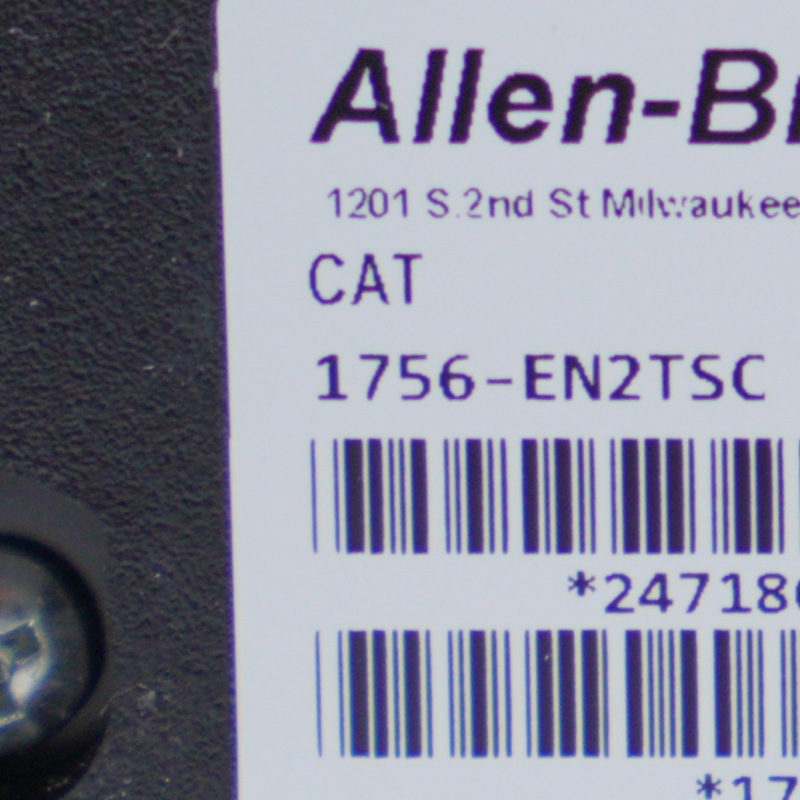 Allen-B
1201 S.2nd St Milwaukee
CAT
1756-EN2TSC
*24718
*17